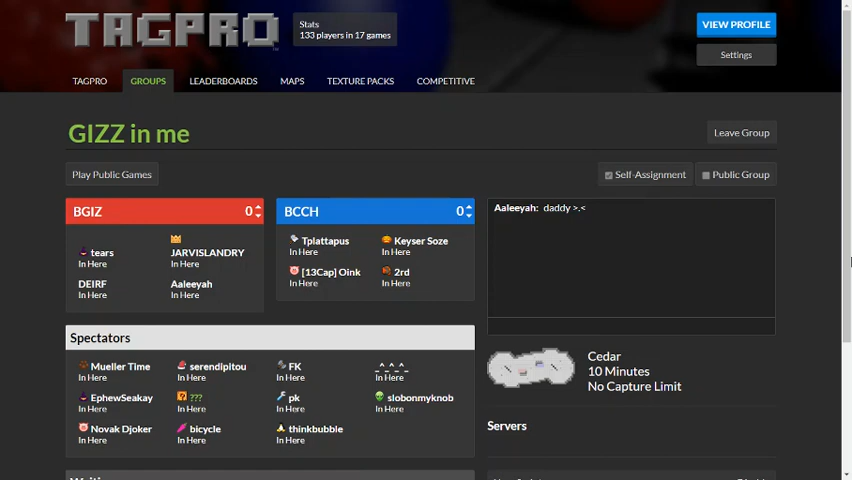 TAGPRO
Stats
133 players in 17 games
VIEW PROFILE
Settings
TAGPRO GROUPS LEADERBOARDS MAPS TEXTURE PACKS COMPETITIVE
GIZZ in me
Leave Group
Play Public Games
Self-Assignment
Public Group
BGIZ 0
tears
In Here
JARVISLANDRY
In Here
DEIRF
In Here
Aaleeyah
In Here
BCCH 0
Tplattapus
In Here
Keyser Soze
In Here
[13Cap] Oink
In Here
2rd
In Here
Aaleeyah: daddy >.<
Spectators
Mueller Time
In Here
serendipitou
In Here
FK
In Here
_^_^_^_
In Here
EphewSeakay
In Here
???
In Here
pk
In Here
slobonmyknob
In Here
Novak Djoker
In Here
bicycle
In Here
thinkbubble
In Here
Cedar
10 Minutes
No Capture Limit
Servers